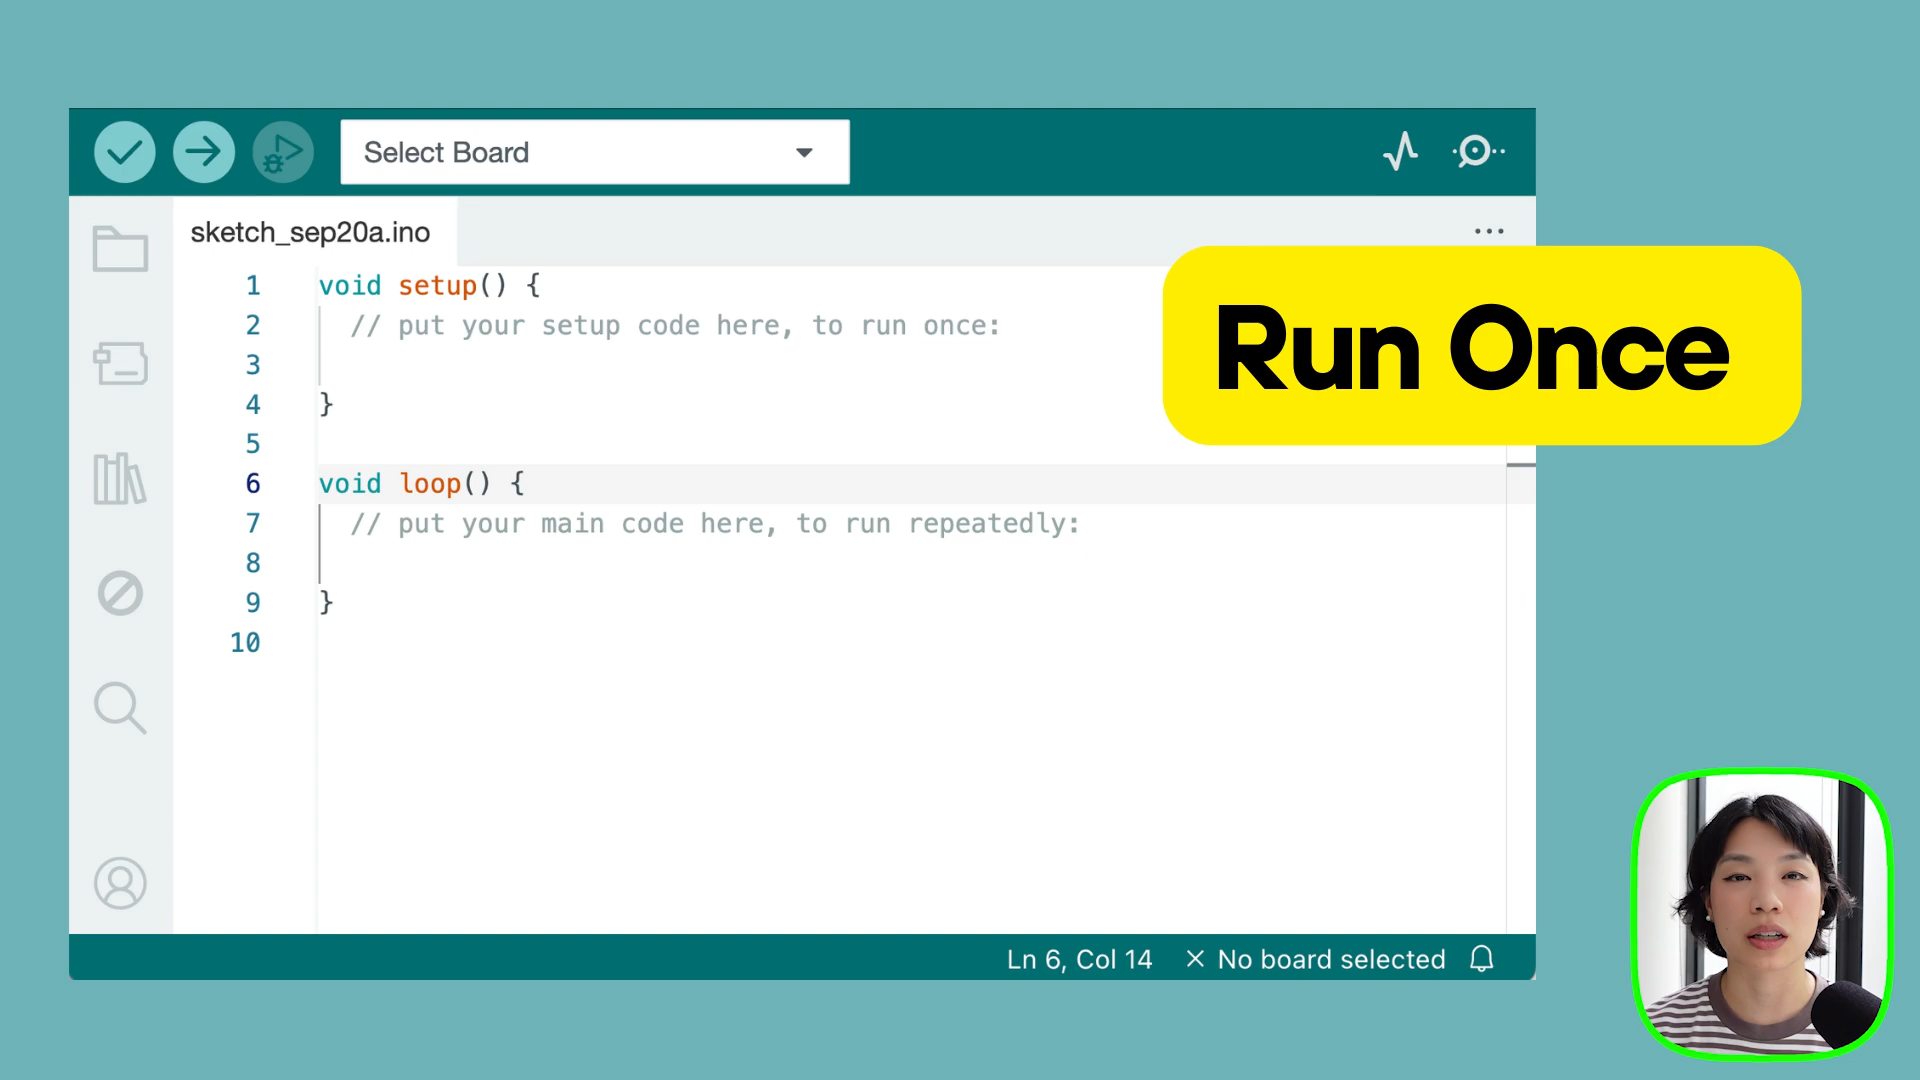 Select Board
sketch_sep20a.ino
1 void setup() {
2 // put your setup code here, to run once:
3
4 }
5
6 void loop() {
7 // put your main code here, to run repeatedly:
8
9 }
10
Run Once
Ln 6, Col 14 × No board selected